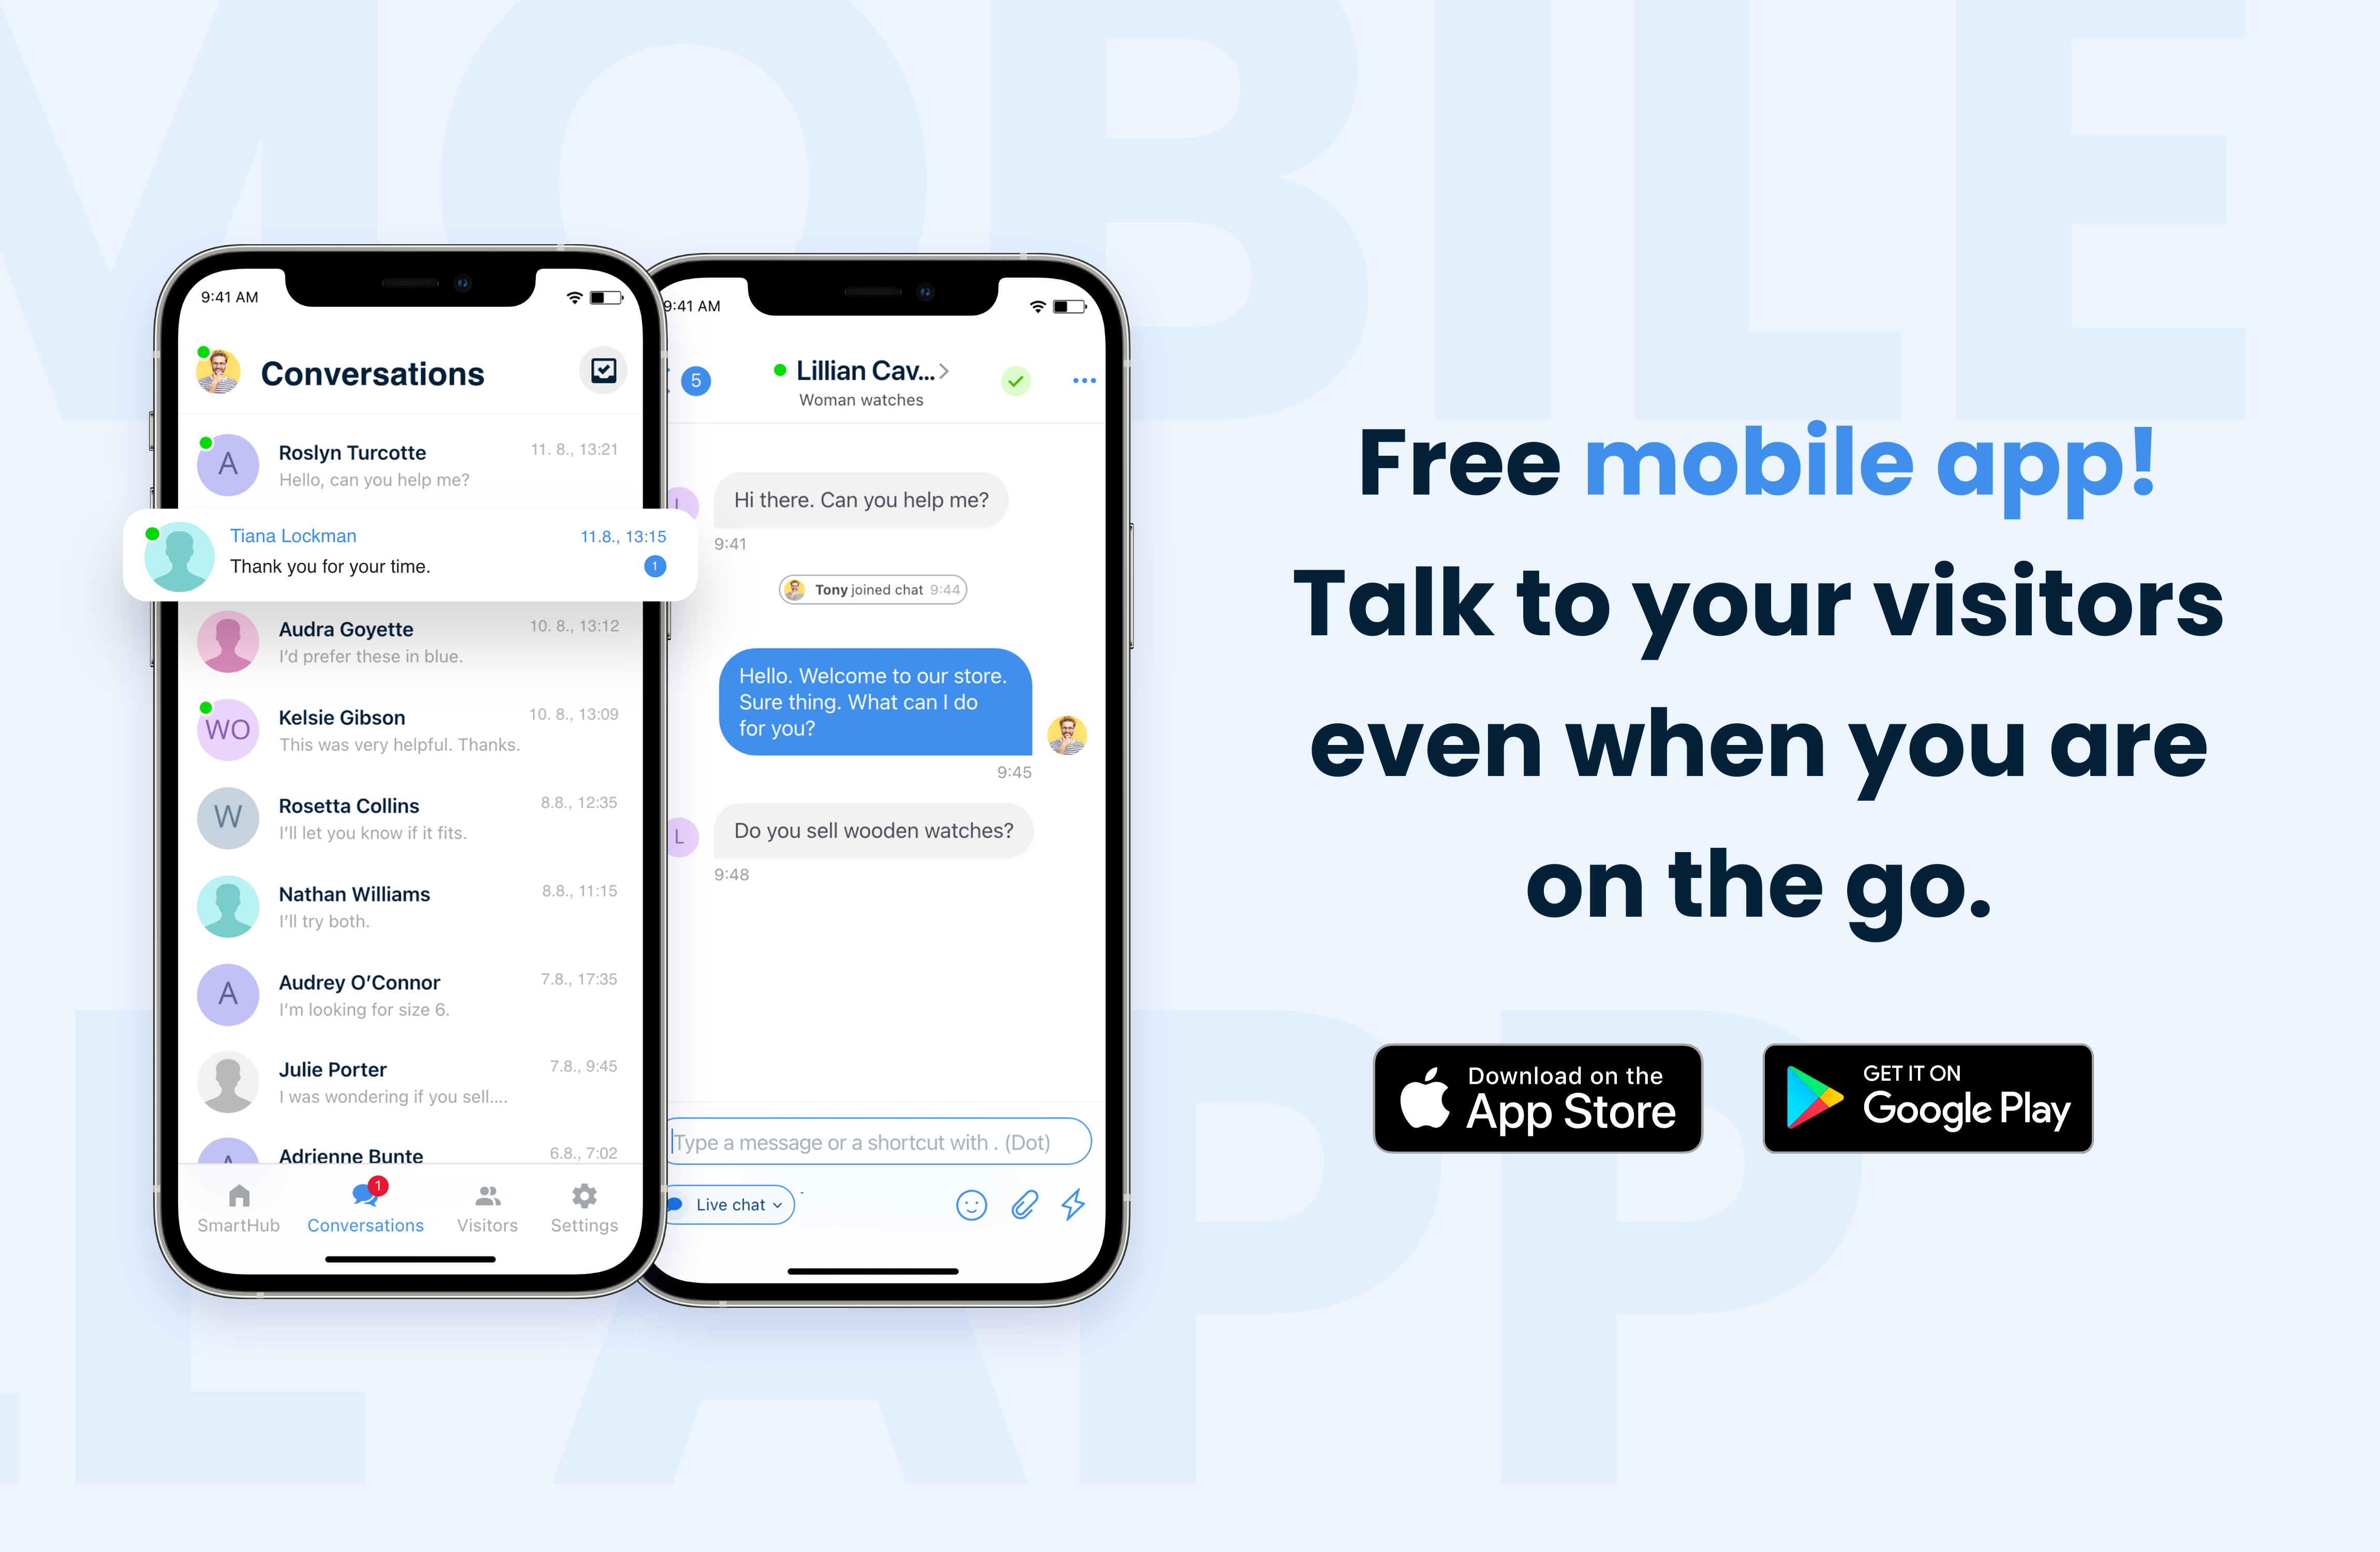 MOBILE
9:41 AM
Conversations
A
Roslyn Turcotte
11. 8., 13:21
Hello, can you help me?
Tiana Lockman
11.8., 13:15
Thank you for your time.
1
Audra Goyette
10. 8., 13:12
I'd prefer these in blue.
WO
Kelsie Gibson
10. 8., 13:09
This was very helpful. Thanks.
W
Rosetta Collins
8.8., 12:35
I'll let you know if it fits.
Nathan Williams
8.8., 11:15
I'll try both.
A
Audrey O'Connor
7.8., 17:35
I'm looking for size 6.
Julie Porter
7.8., 9:45
I was wondering if you sell....
A
Adrienne Bunte
6.8., 7:02
1
SmartHub
Conversations
Visitors
Settings
9:41 AM
5
Lillian Cav...
Woman watches
L
Hi there. Can you help me?
9:41
Tony joined chat 9:44
Hello. Welcome to our store.
Sure thing. What can I do
for you?
9:45
L
Do you sell wooden watches?
9:48
Type a message or a shortcut with . (Dot)
Live chat
Free mobile app!
Talk to your visitors
even when you are
on the go.
Download on the
App Store
GET IT ON
Google Play
LE APP